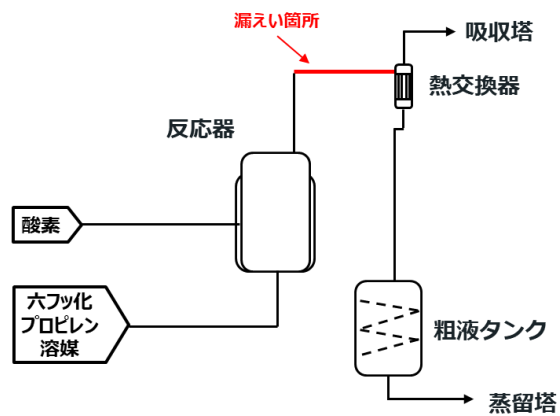 漏えい箇所
吸収塔
熱交換器
反応器
酸素
六フッ化
プロピレン
溶媒
粗液タンク
蒸留塔